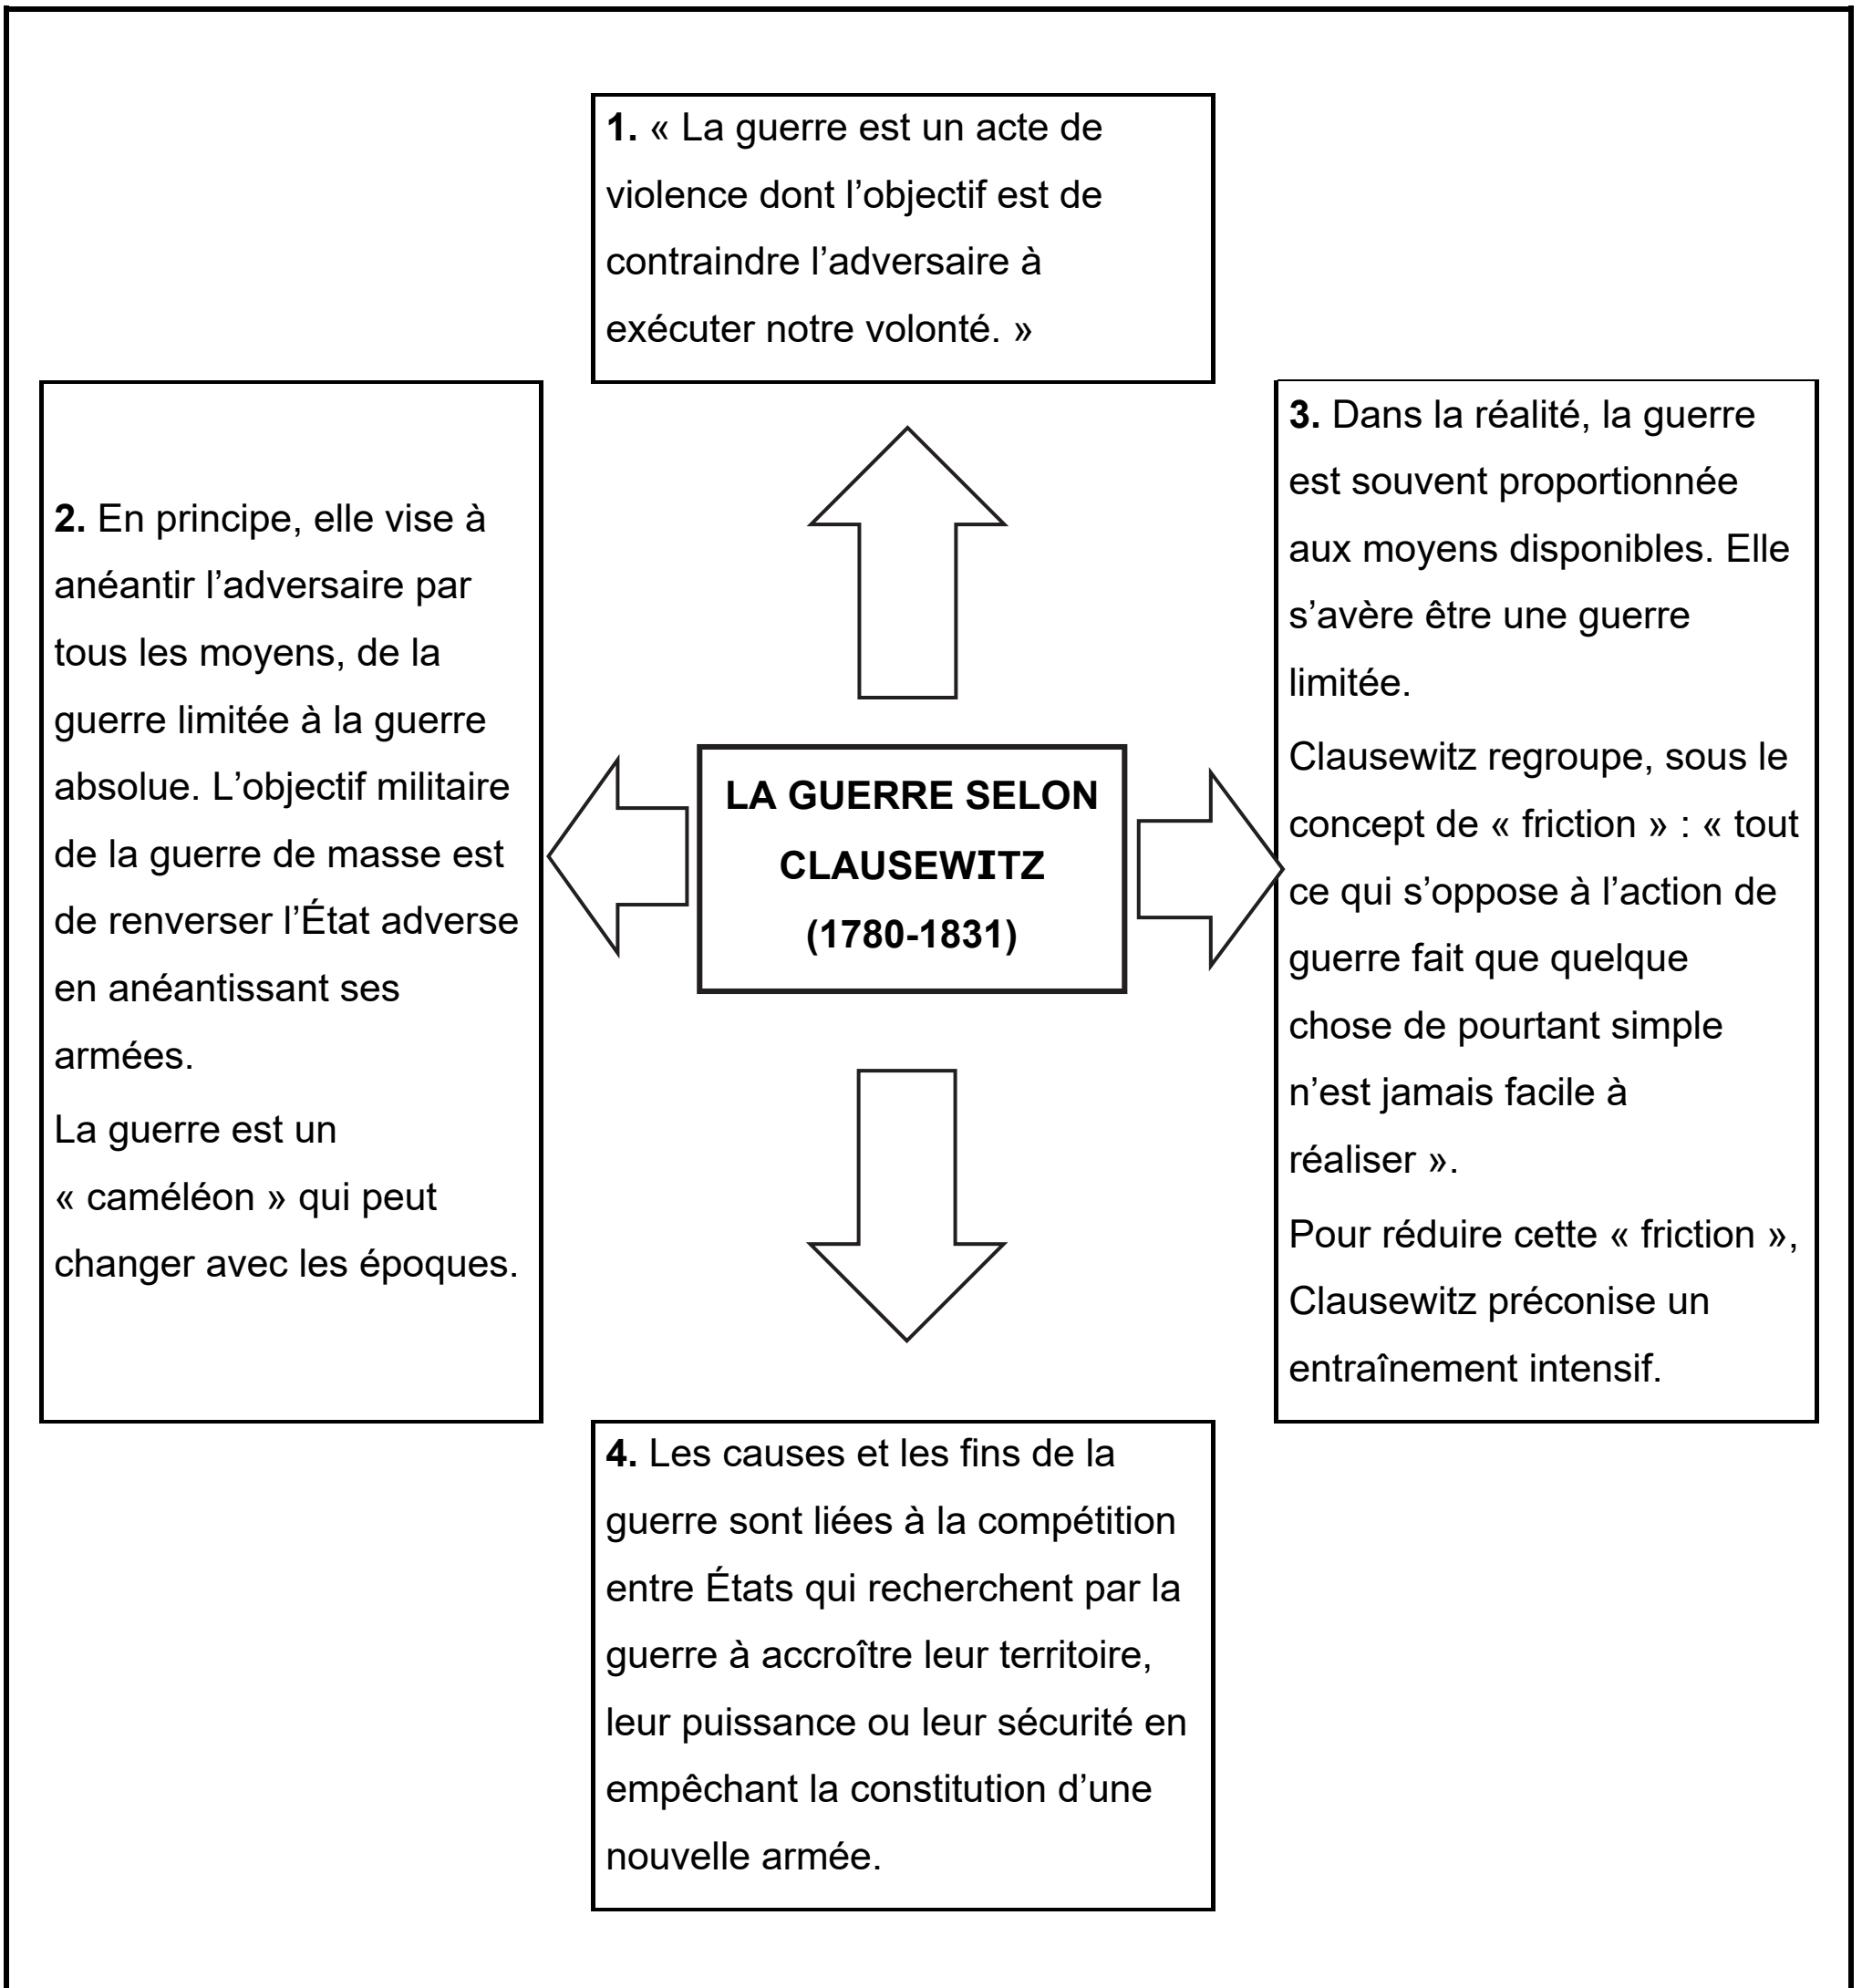 1. « La guerre est un acte de
violence dont l’objectif est de
contraindre l’adversaire à
exécuter notre volonté. »
2. En principe, elle vise à
anéantir l’adversaire par
tous les moyens, de la
guerre limitée à la guerre
absolue. L’objectif militaire
de la guerre de masse est
de renverser l’État adverse
en anéantissant ses
armées.
La guerre est un
« caméléon » qui peut
changer avec les époques.
LA GUERRE SELON
CLAUSEWITZ
(1780-1831)
3. Dans la réalité, la guerre
est souvent proportionnée
aux moyens disponibles. Elle
s’avère être une guerre
limitée.
Clausewitz regroupe, sous le
concept de « friction » : « tout
ce qui s’oppose à l’action de
guerre fait que quelque
chose de pourtant simple
n’est jamais facile à
réaliser ».
Pour réduire cette « friction »,
Clausewitz préconise un
entraînement intensif.
4. Les causes et les fins de la
guerre sont liées à la compétition
entre États qui recherchent par la
guerre à accroître leur territoire,
leur puissance ou leur sécurité en
empêchant la constitution d’une
nouvelle armée.